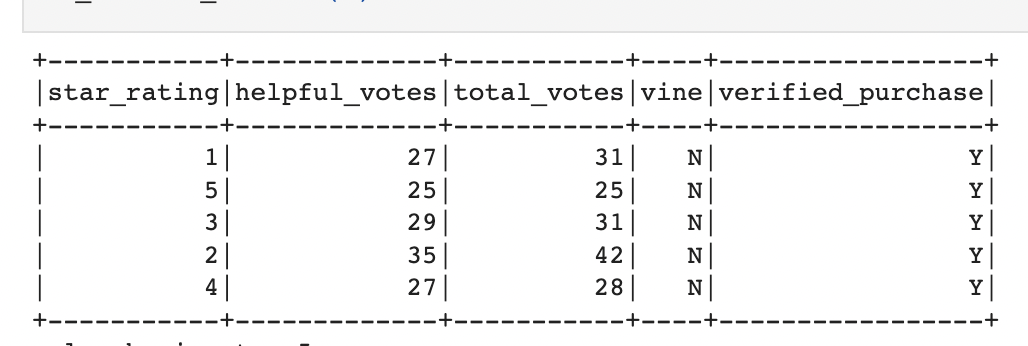 +-----------+-------------+-----------+----+-----------------+
|star_rating|helpful_votes|total_votes|vine|verified_purchase|
+-----------+-------------+-----------+----+-----------------+
|          1|           27|         31|   N|                Y|
|          5|           25|         25|   N|                Y|
|          3|           29|         31|   N|                Y|
|          2|           35|         42|   N|                Y|
|          4|           27|         28|   N|                Y|
+-----------+-------------+-----------+----+-----------------+